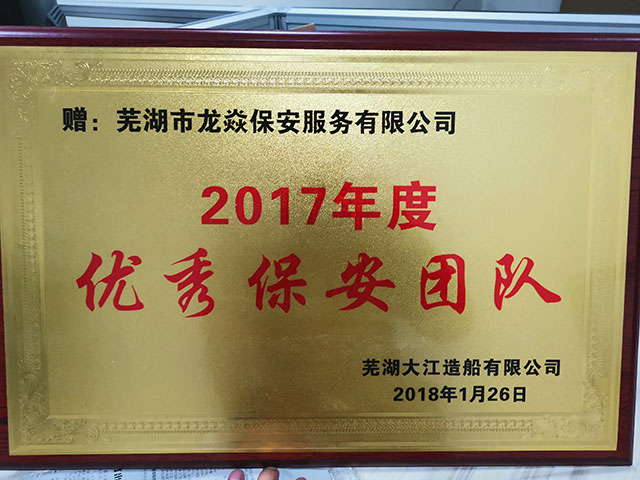 赠：芜湖市龙焱保安服务有限公司
2017年度
优秀保安团队
芜湖大江造船有限公司
2018年1月26日